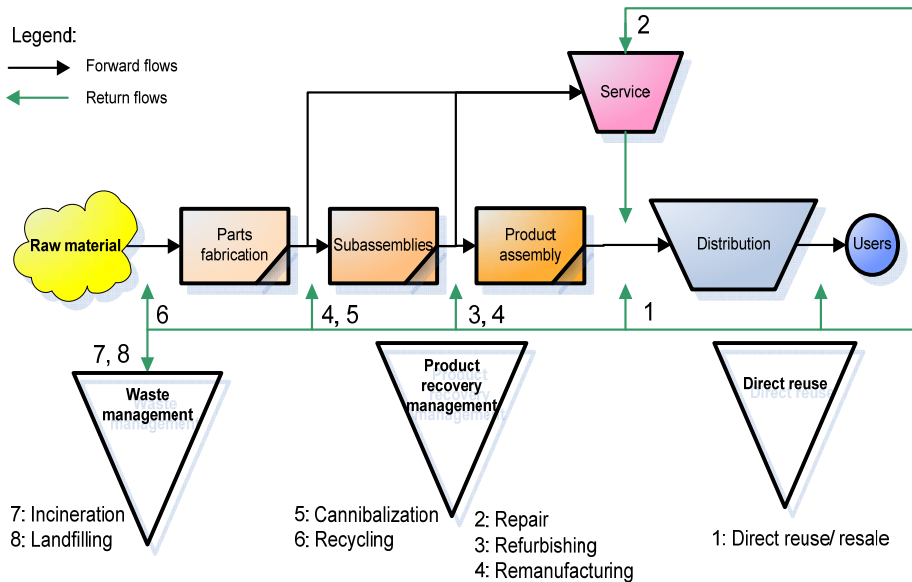 Legend:
Forward flows
Return flows
2
Service
Raw material
Parts
fabrication
Subassemblies
Product
assembly
Distribution
Users
6
4, 5
3, 4
1
7, 8
Waste
management
Product
recovery
management
Direct reuse
7: Incineration
8: Landfilling
5: Cannibalization
6: Recycling
2: Repair
3: Refurbishing
4: Remanufacturing
1: Direct reuse/ resale